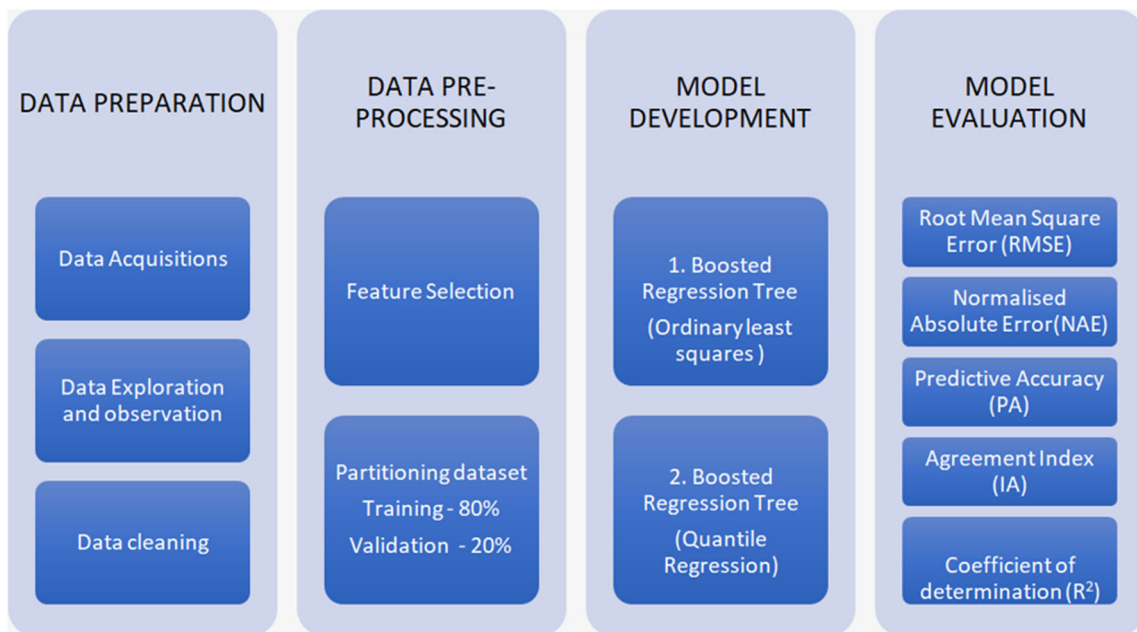 DATA PREPARATION
Data Acquisitions
Data Exploration
and observation
Data cleaning
DATA PRE-
PROCESSING
Feature Selection
Partitioning dataset
Training - 80%
Validation - 20%
MODEL
DEVELOPMENT
1. Boosted
Regression Tree
(Ordinary least
squares )
2. Boosted
Regression Tree
(Quantile
Regression)
MODEL
EVALUATION
Root Mean Square
Error (RMSE)
Normalised
Absolute Error(NAE)
Predictive Accuracy
(PA)
Agreement Index
(IA)
Coefficient of
determination (R²)